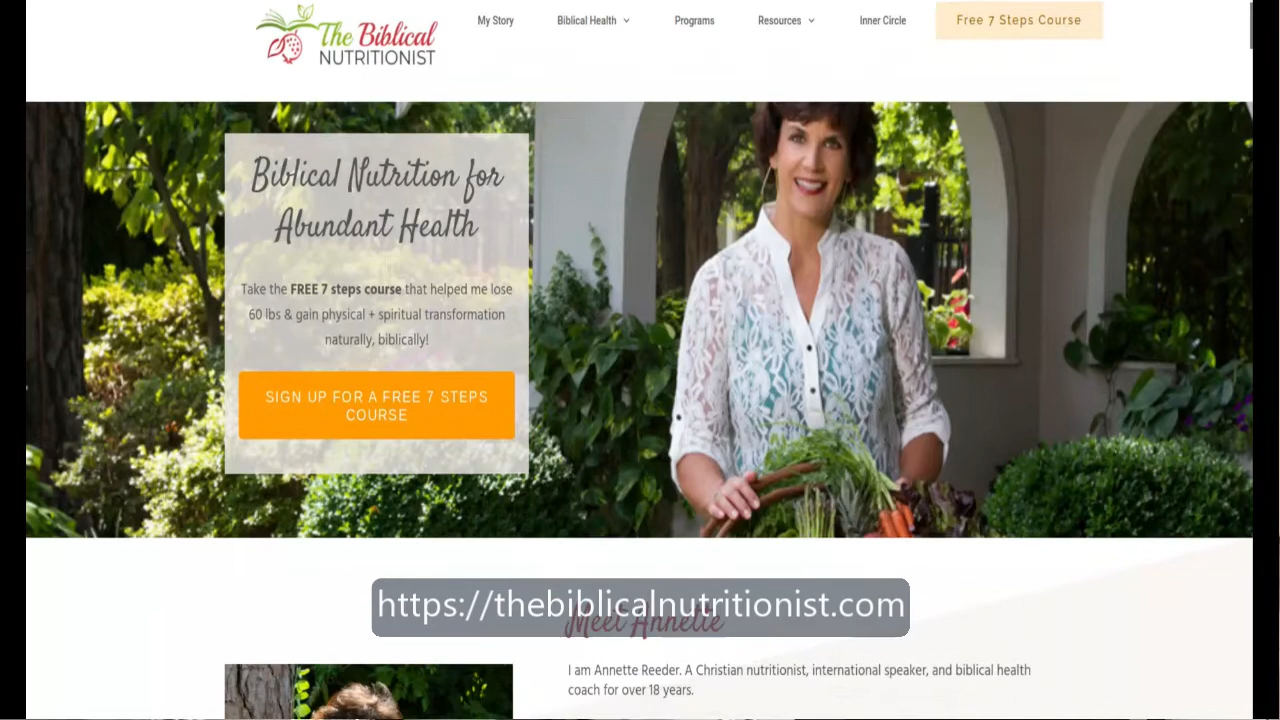 The Biblical
NUTRITIONIST
My Story
Biblical Health
Programs
Resources
Inner Circle
Free 7 Steps Course
Biblical Nutrition for
Abundant Health
Take the FREE 7 steps course that helped me lose
60 lbs & gain physical + spiritual transformation
naturally, biblically!
SIGN UP FOR A FREE 7 STEPS
COURSE
https://thebiblicalnutritionist.com
Meet Annette
I am Annette Reeder. A Christian nutritionist, international speaker, and biblical health
coach for over 18 years.